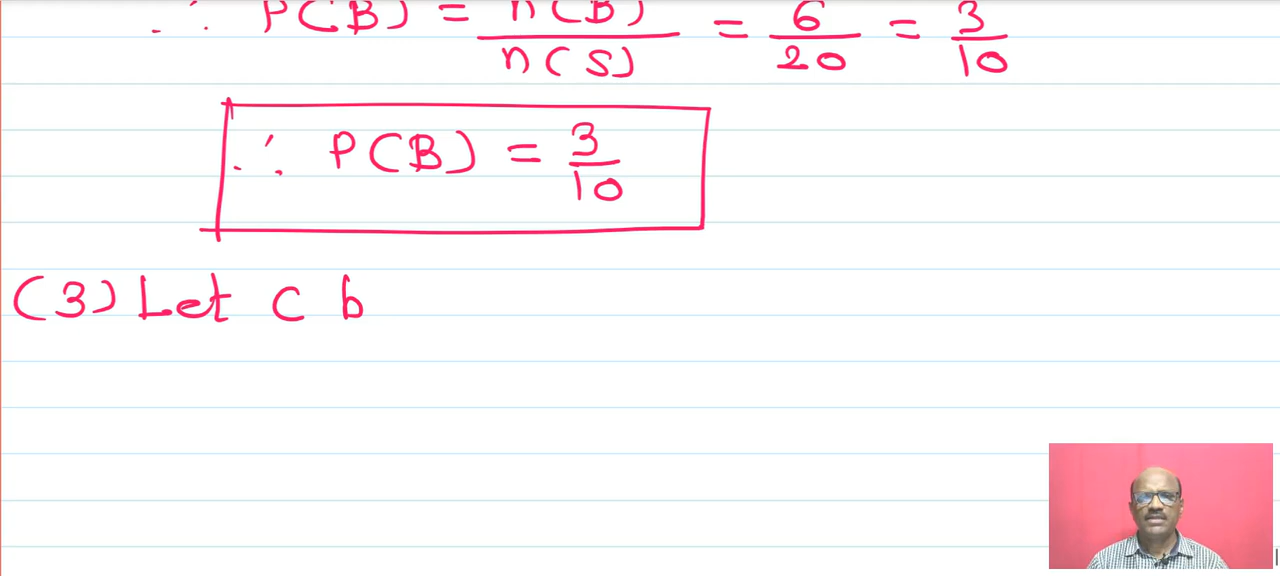 ∴ P(B) = n(B)/n(S) = 6/20 = 3/10
∴ P(B) = 3/10
(3) Let C b